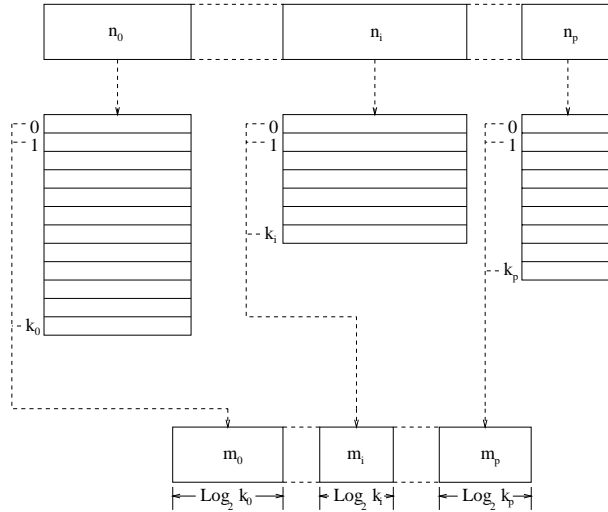 n₀ nᵢ nₚ
0 0 0
1 1 1
kᵢ
kₚ
k₀
m₀ mᵢ mₚ
Log₂ k₀ Log₂ kᵢ Log₂ kₚ